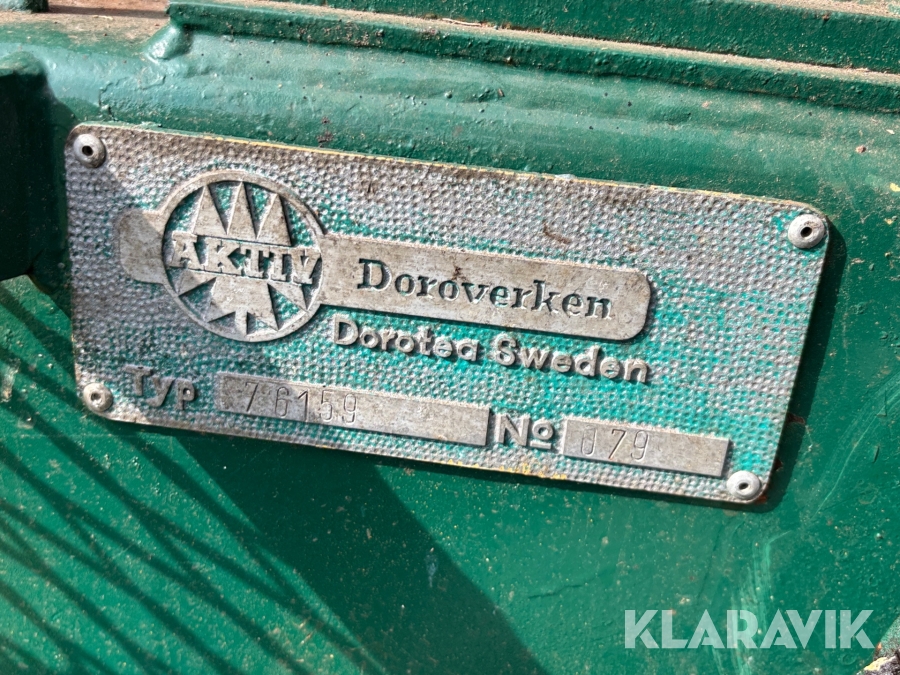 AKTIV
Doroverken
Dorotea Sweden
Typ 76159 No 079
KLARAVIK